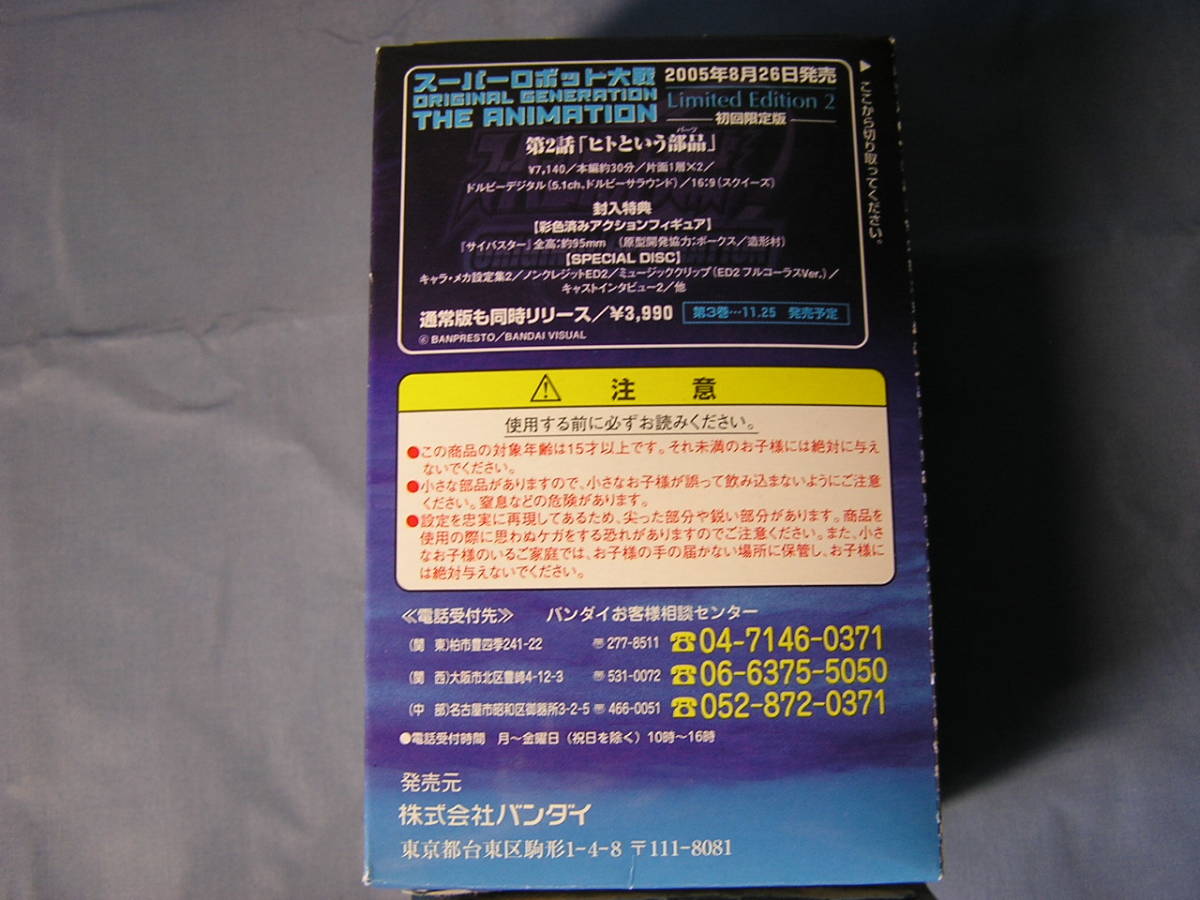 スーパーロボット大戦
ORIGINAL GENERATION
THE ANIMATION
2005年8月26日発売
Limited Edition 2
初回限定版
第2話「ヒトという部品」
パーツ
¥7,140／本編約30分／片面1層×2／
ドルビーデジタル(5.1ch.ドルビーサラウンド)／16:9(スクイーズ)
封入特典
【彩色済みアクションフィギュア】
『サイバスター』全高:約95mm (原型開発協力:ボークス/造形村)
【SPECIAL DISC】
キャラ・メカ設定集2／ノンクレジットED2／ミュージッククリップ(ED2 フルコーラスVer.)／
キャストインタビュー2／他
通常版も同時リリース／¥3,990
第3巻…11.25 発売予定
© BANPRESTO／BANDAI VISUAL
▶ここから切り取ってください。
⚠ 注 意
使用する前に必ずお読みください。
●この商品の対象年齢は15才以上です。それ未満のお子様には絶対に与え
ないでください。
●小さな部品がありますので、小さなお子様が誤って飲み込まないようにご注意
ください。窒息などの危険があります。
●設定を忠実に再現してあるため、尖った部分や鋭い部分があります。商品を
使用の際に思わぬケガをする恐れがありますのでご注意ください。また、小さ
なお子様のいるご家庭では、お子様の手の届かない場所に保管し、お子様に
は絶対与えないでください。
≪電話受付先≫ バンダイお客様相談センター
(関 東)柏市豊四季241-22 〠277-8511 ☎04-7146-0371
(関 西)大阪市北区豊崎4-12-3 〠531-0072 ☎06-6375-5050
(中 部)名古屋市昭和区御器所3-2-5 〠466-0051 ☎052-872-0371
●電話受付時間 月～金曜日(祝日を除く)10時～16時
発売元
株式会社バンダイ
東京都台東区駒形1-4-8 〒111-8081